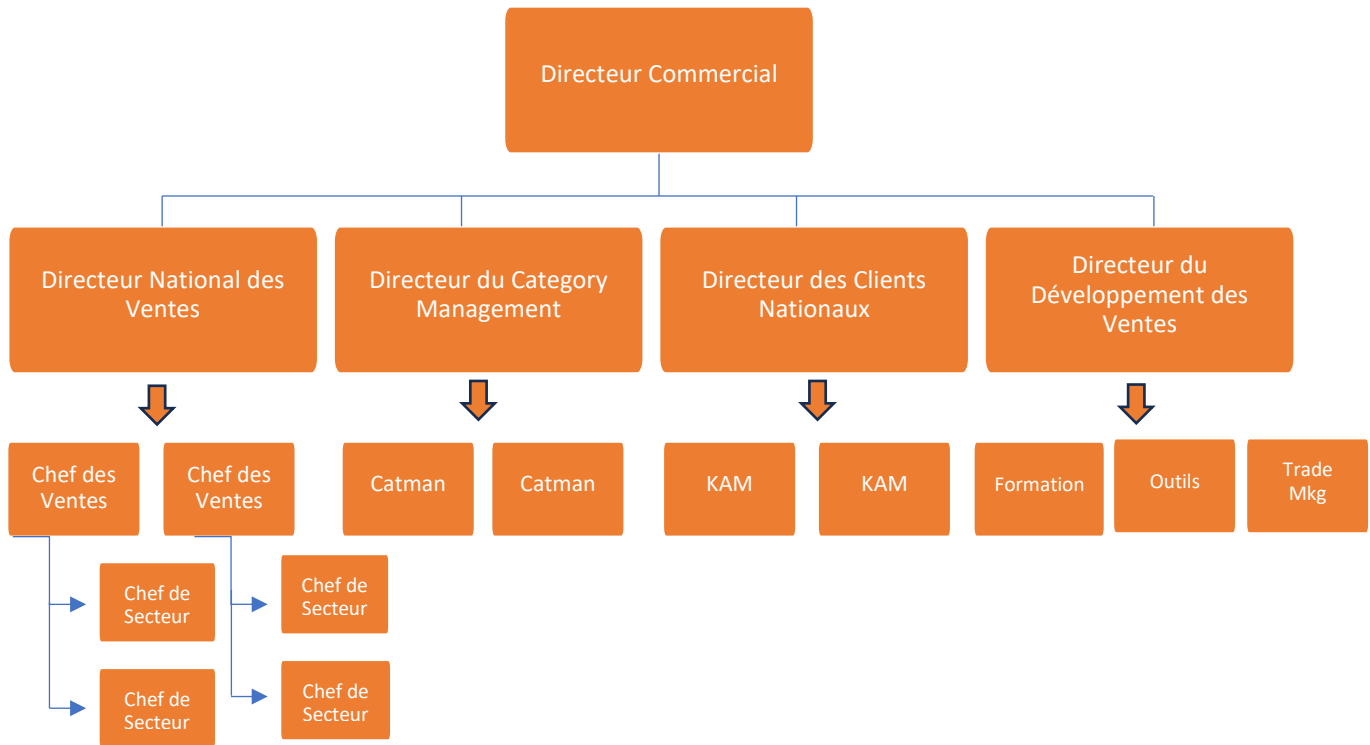 Directeur Commercial
Directeur National des
Ventes
Directeur du Category
Management
Directeur des Clients
Nationaux
Directeur du
Développement des
Ventes
Chef des
Ventes
Chef des
Ventes
Catman
Catman
KAM
KAM
Formation
Outils
Trade
Mkg
Chef de
Secteur
Chef de
Secteur
Chef de
Secteur
Chef de
Secteur